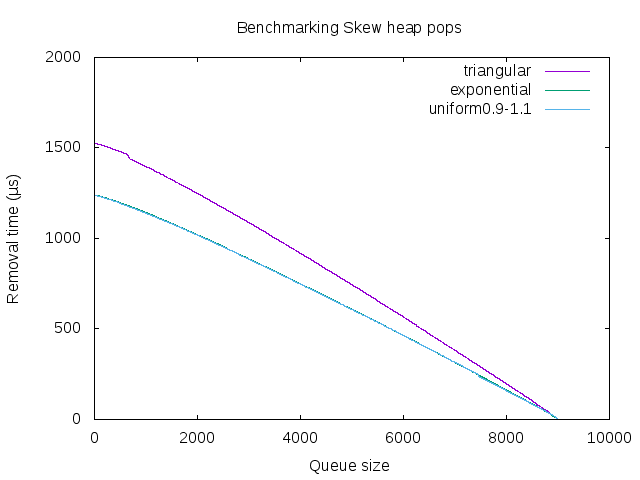 Benchmarking Skew heap pops
triangular
exponential
uniform0.9-1.1
2000
1500
1000
500
0
Removal time (µs)
0 2000 4000 6000 8000 10000
Queue size